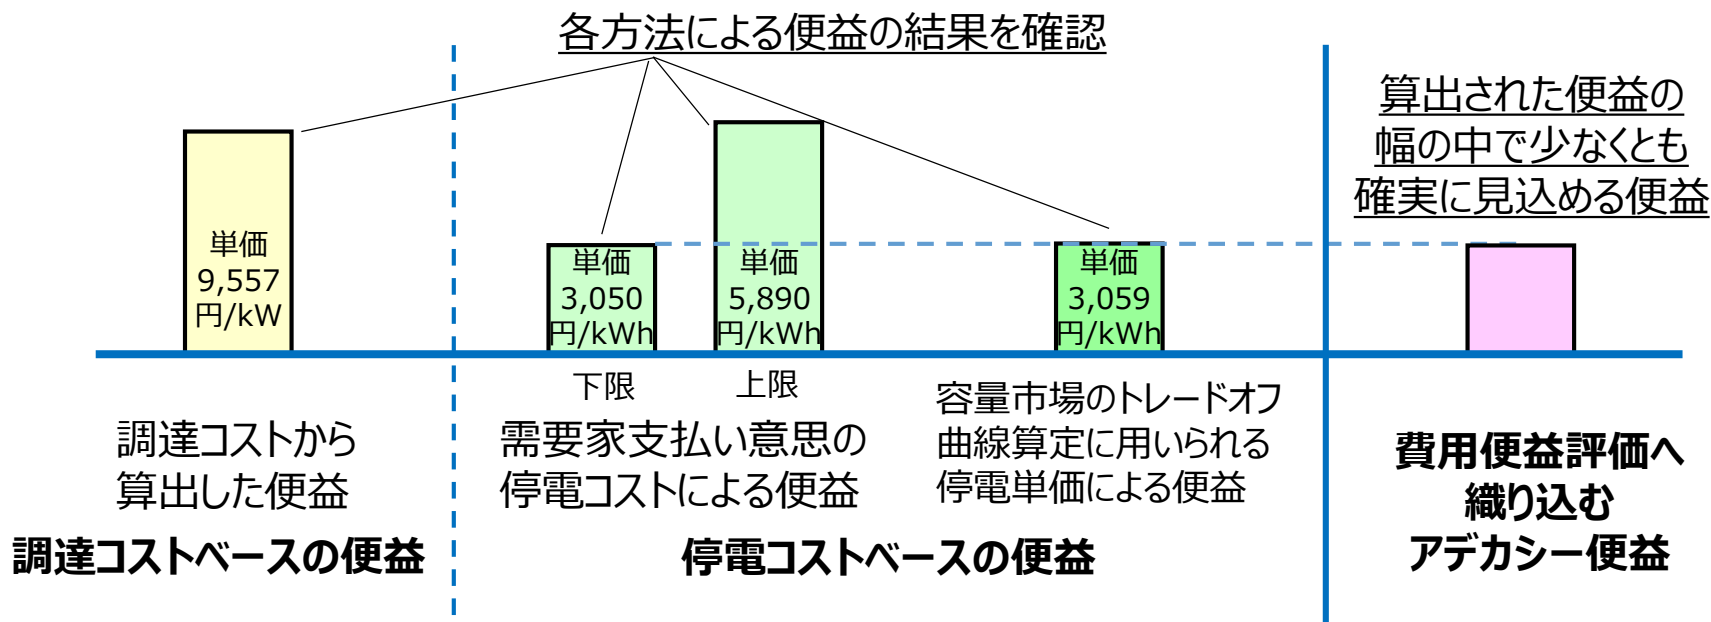 各方法による便益の結果を確認
算出された便益の
幅の中で少なくとも
確実に見込める便益
単価
9,557
円/kW
単価
3,050
円/kWh
単価
5,890
円/kWh
単価
3,059
円/kWh
下限
上限
調達コストから
算出した便益
需要家支払い意思の
停電コストによる便益
容量市場のトレードオフ
曲線算定に用いられる
停電単価による便益
費用便益評価へ
織り込む
アデカシー便益
調達コストベースの便益
停電コストベースの便益